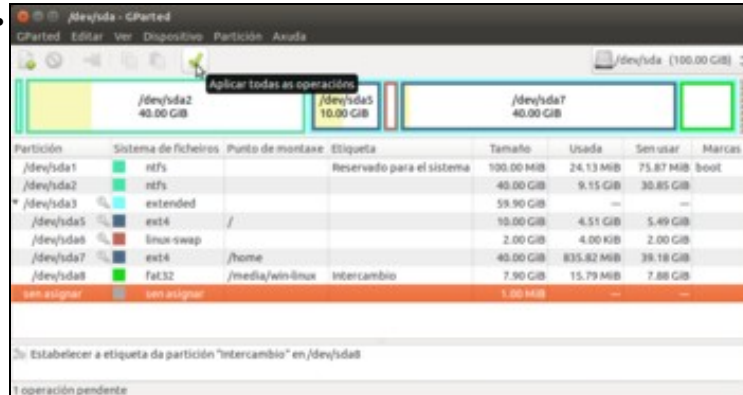 /dev/sda - GParted
GParted Editar Ver Dispositivo Partición Axuda
/dev/sda (100.00 GiB)
Aplicar todas as operacións
/dev/sda2
40.00 GiB
/dev/sda5
10.00 GiB
/dev/sda7
40.00 GiB
Partición Sistema de ficheiros Punto de montaxe Etiqueta Tamaño Usada Sen usar Marcas
/dev/sda1 ntfs Reservado para el sistema 100.00 MiB 24.13 MiB 75.87 MiB boot
/dev/sda2 ntfs 40.00 GiB 9.15 GiB 30.85 GiB
/dev/sda3 extended 59.90 GiB — —
/dev/sda5 ext4 / 10.00 GiB 4.51 GiB 5.49 GiB
/dev/sda6 linux-swap 2.00 GiB 4.00 KiB 2.00 GiB
/dev/sda7 ext4 /home 40.00 GiB 835.82 MiB 39.18 GiB
/dev/sda8 fat32 /media/win-linux Intercambio 7.90 GiB 15.79 MiB 7.88 GiB
sen asignar sen asignar 1.00 MiB — —
Establecer a etiqueta da partición "Intercambio" en /dev/sda8
1 operación pendente